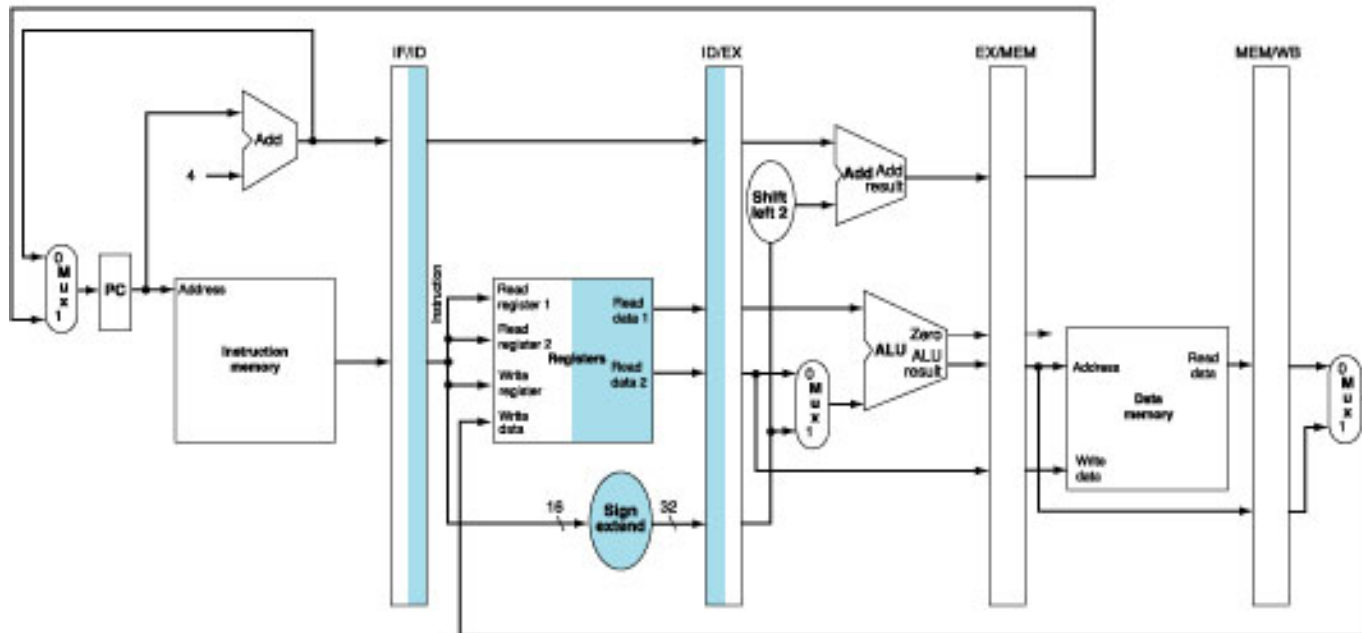 IF/ID
ID/EX
EX/MEM
MEM/WB
Add
4
Shift
left 2
Add
Add
result
0
M
u
x
1
PC
Address
Instruction
memory
Instruction
Read
register 1
Read
register 2
Registers
Write
register
Write
data
Read
data 1
Read
data 2
0
M
u
x
1
ALU
Zero
ALU
result
Address
Read
data
Data
memory
Write
data
0
M
u
x
1
16
Sign
extend
32